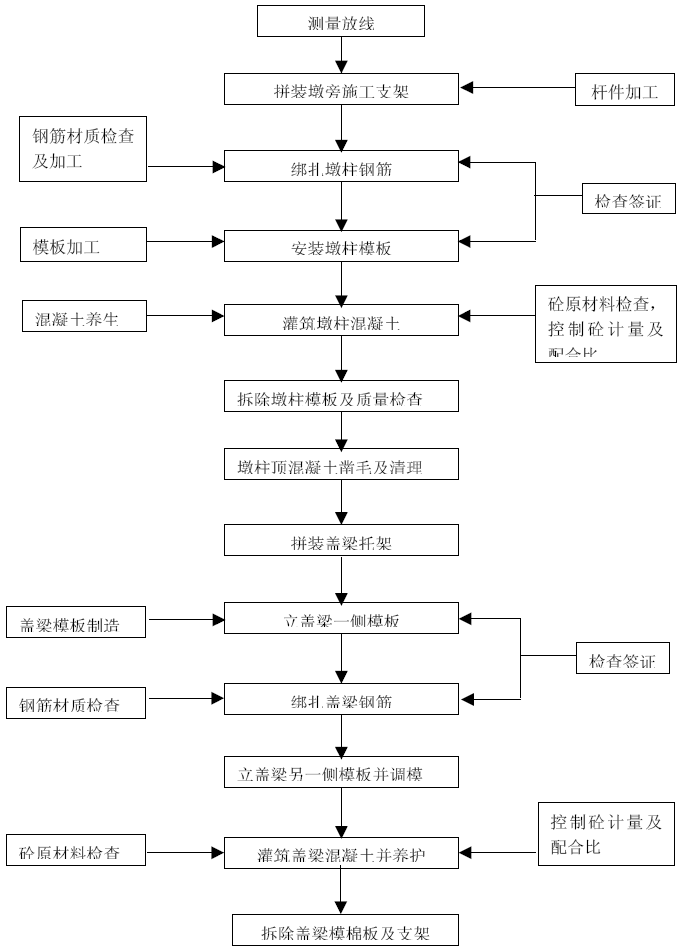 测量放线
拼装墩旁施工支架
杆件加工
钢筋材质检查
及加工
绑扎墩柱钢筋
检查签证
模板加工
安装墩柱模板
混凝土养生
灌筑墩柱混凝土
砼原材料检查，
控制砼计量及
配合比
拆除墩柱模板及质量检查
墩柱顶混凝土凿毛及清理
拼装盖梁托架
盖梁模板制造
立盖梁一侧模板
检查签证
钢筋材质检查
绑扎盖梁钢筋
立盖梁另一侧模板并调模
控制砼计量及
配合比
砼原材料检查
灌筑盖梁混凝土并养护
拆除盖梁模棉板及支架